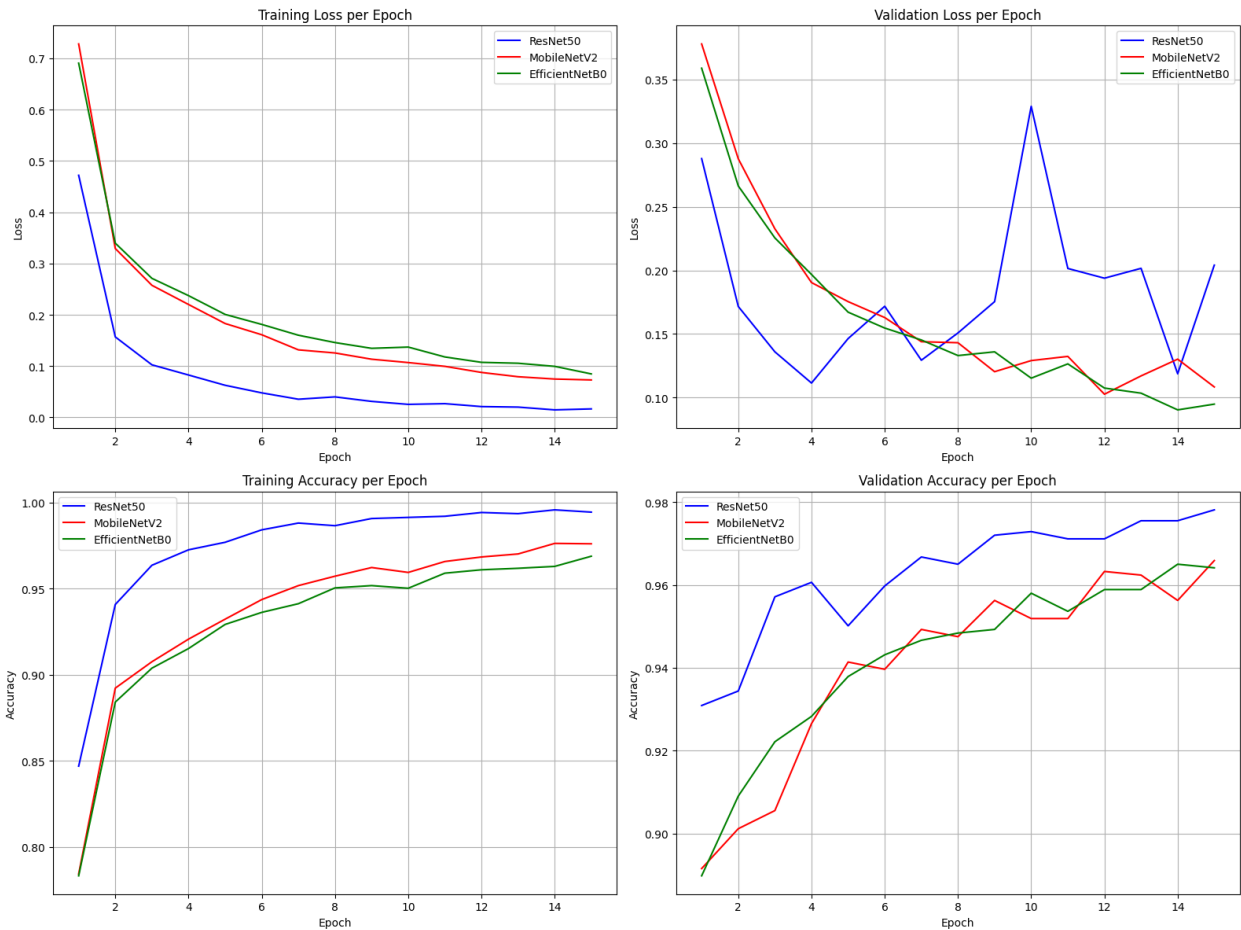 Training Loss per Epoch
ResNet50
MobileNetV2
EfficientNetB0
0.7
0.6
0.5
0.4
0.3
0.2
0.1
0.0
Loss
2 4 6 8 10 12 14
Epoch
Validation Loss per Epoch
ResNet50
MobileNetV2
EfficientNetB0
0.35
0.30
0.25
0.20
0.15
0.10
Loss
2 4 6 8 10 12 14
Epoch
Training Accuracy per Epoch
ResNet50
MobileNetV2
EfficientNetB0
1.00
0.95
0.90
0.85
0.80
Accuracy
2 4 6 8 10 12 14
Epoch
Validation Accuracy per Epoch
ResNet50
MobileNetV2
EfficientNetB0
0.98
0.96
0.94
0.92
0.90
Accuracy
2 4 6 8 10 12 14
Epoch